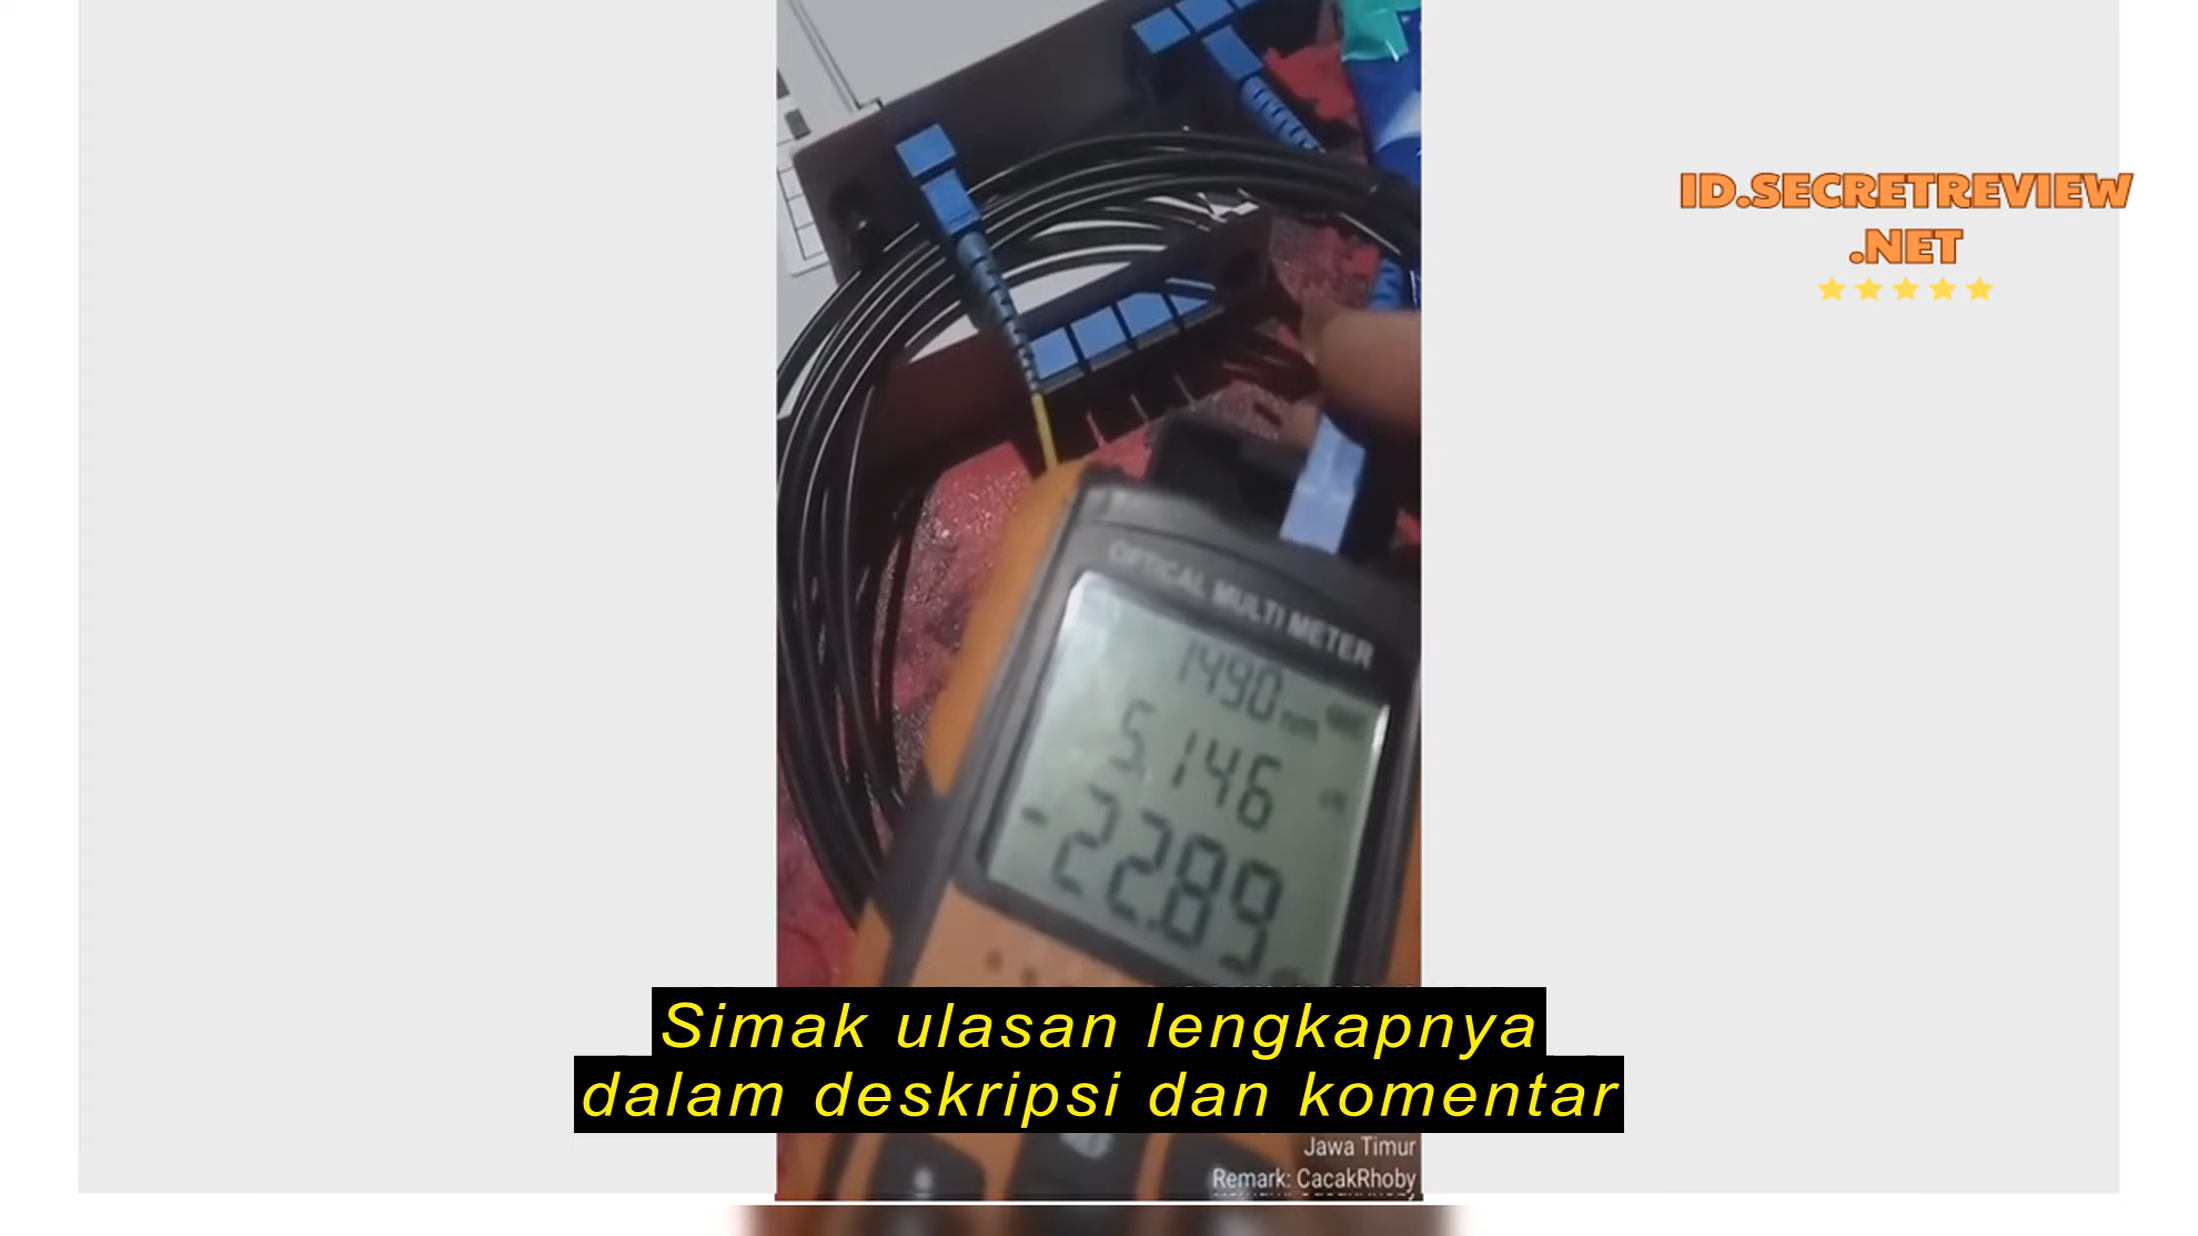 ID.SECRETREVIEW
.NET
OPTICAL MULTI METER
1490 nm
5.146
-22.89
Simak ulasan lengkapnya
dalam deskripsi dan komentar
REF
Jawa Timur
Remark: CacakRhoby